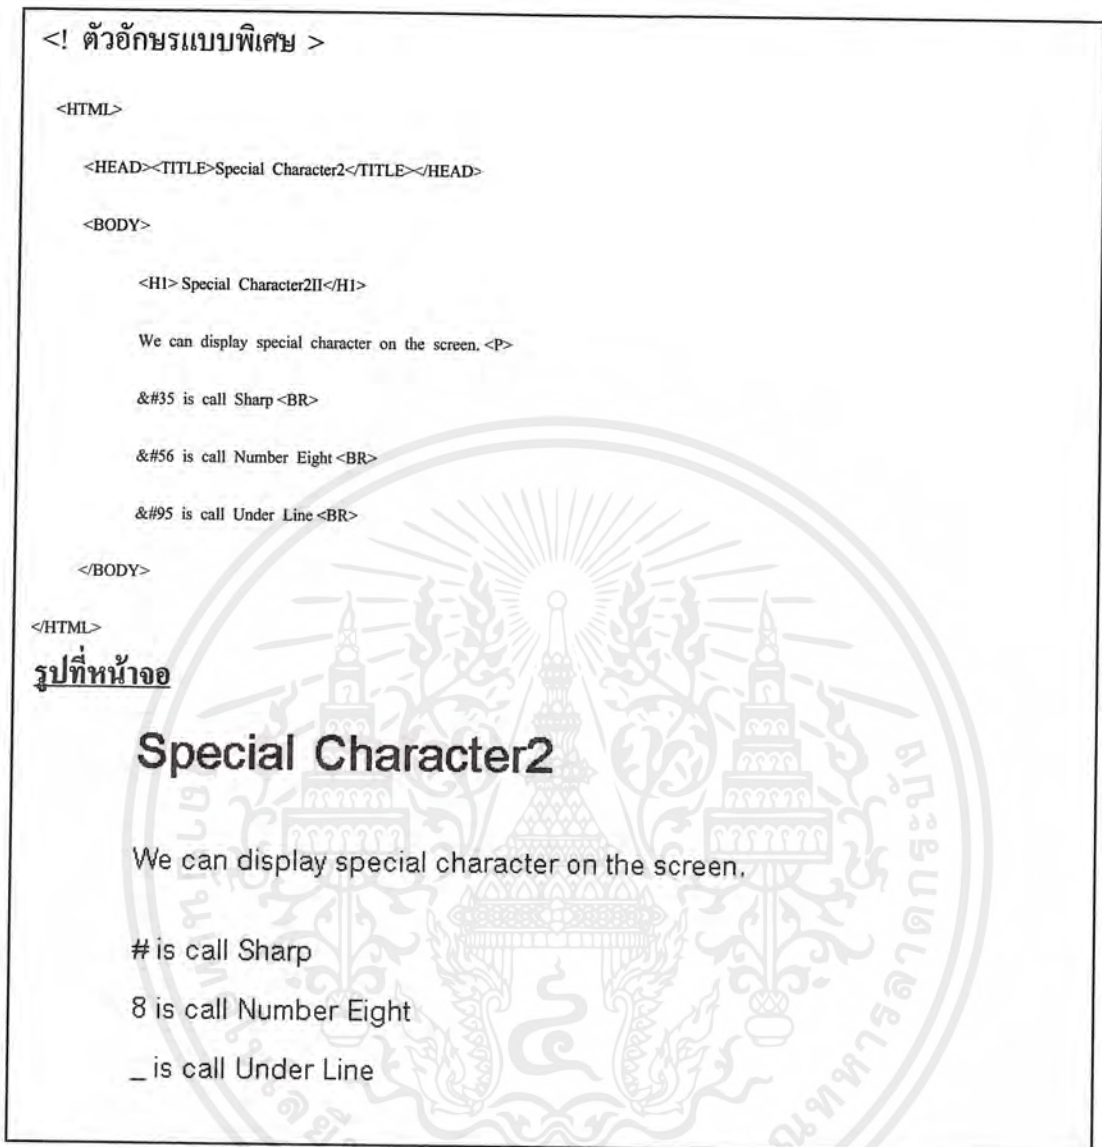 <! ตัวอักษรแบบพิเศษ >
<HTML>
<HEAD><TITLE>Special Character2</TITLE></HEAD>
<BODY>
<H1> Special Character2II</H1>
We can display special character on the screen. <P>
&#35 is call Sharp <BR>
&#56 is call Number Eight <BR>
&#95 is call Under Line <BR>
</BODY>
</HTML>
รูปที่หน้าจอ
Special Character2
We can display special character on the screen.
# is call Sharp
8 is call Number Eight
_ is call Under Line